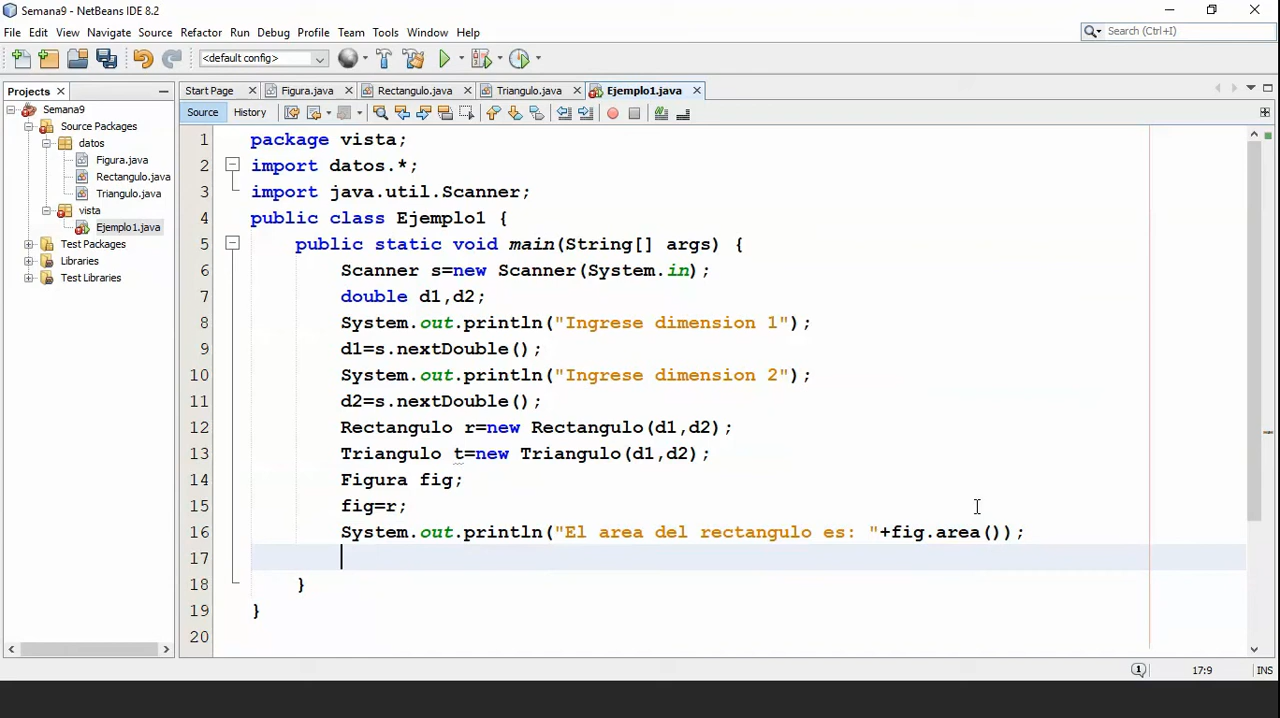 Semana9 - NetBeans IDE 8.2
File Edit View Navigate Source Refactor Run Debug Profile Team Tools Window Help
Search (Ctrl+I)
<default config>
Projects
Start Page Figura.java Rectangulo.java Triangulo.java Ejemplo1.java
Semana9
Source Packages
datos
Figura.java
Rectangulo.java
Triangulo.java
vista
Ejemplo1.java
Test Packages
Libraries
Test Libraries
Source History
1 package vista;
2 import datos.*;
3 import java.util.Scanner;
4 public class Ejemplo1 {
5 public static void main(String[] args) {
6 Scanner s=new Scanner(System.in);
7 double d1,d2;
8 System.out.println("Ingrese dimension 1");
9 d1=s.nextDouble();
10 System.out.println("Ingrese dimension 2");
11 d2=s.nextDouble();
12 Rectangulo r=new Rectangulo(d1,d2);
13 Triangulo t=new Triangulo(d1,d2);
14 Figura fig;
15 fig=r;
16 System.out.println("El area del rectangulo es: "+fig.area());
17
18 }
19 }
20
1 17:9 INS